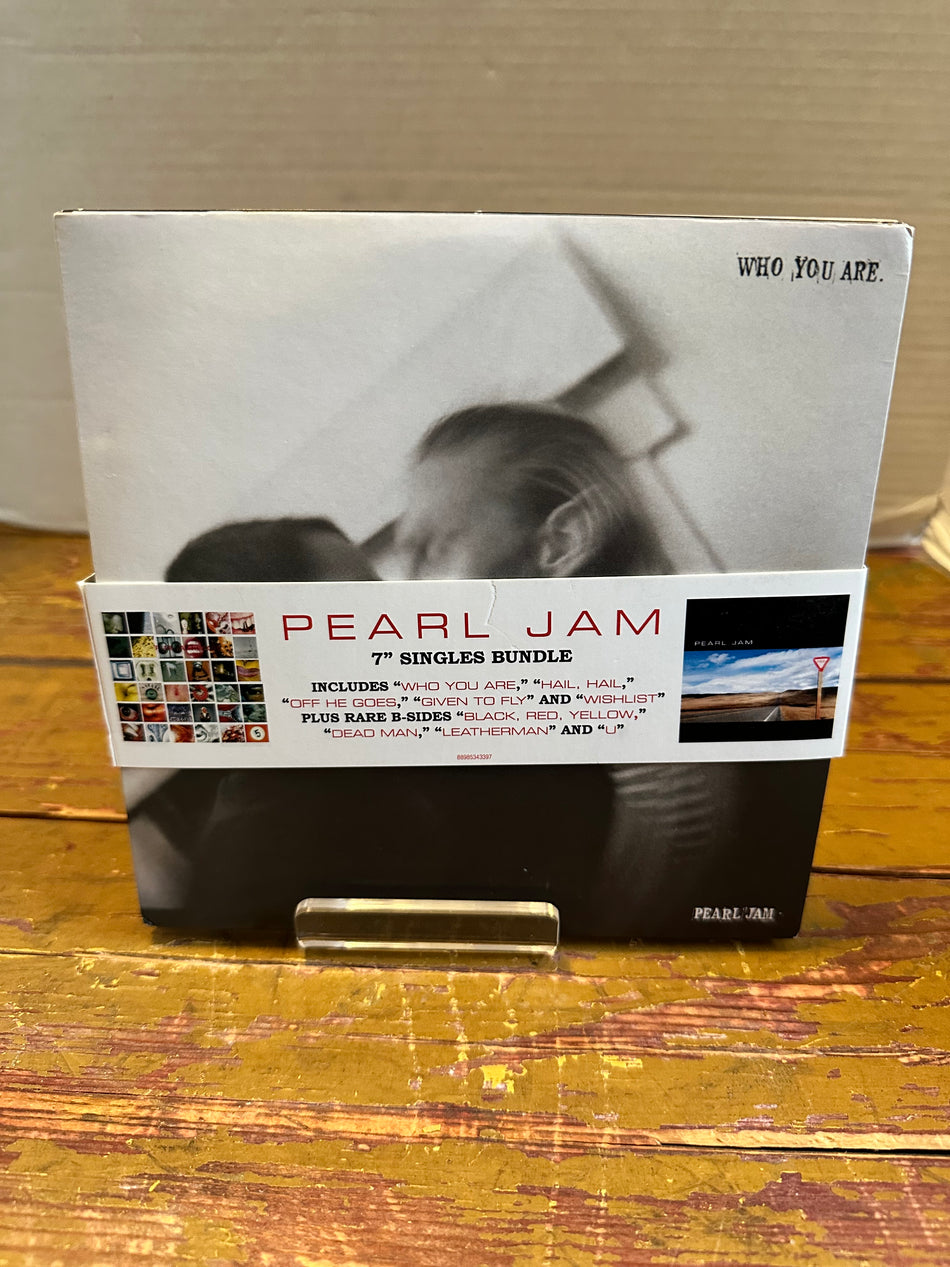 WHO YOU ARE.
PEARL JAM
7” SINGLES BUNDLE
INCLUDES “WHO YOU ARE,” “HAIL, HAIL,”
“OFF HE GOES,” “GIVEN TO FLY” AND “WISHLIST”
PLUS RARE B-SIDES “BLACK, RED, YELLOW,”
“DEAD MAN,” “LEATHERMAN” AND “U”
88985343397
PEARL JAM
5
PEARL JAM